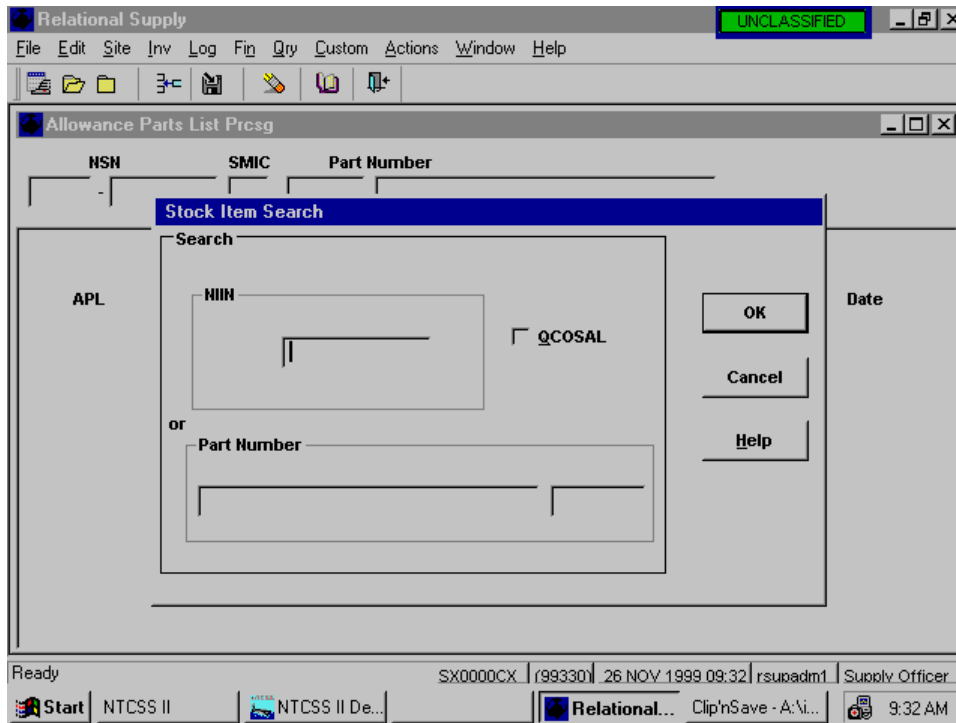 Relational Supply UNCLASSIFIED
File Edit Site Inv Log Fin Qry Custom Actions Window Help
Allowance Parts List Prcsg
NSN SMIC Part Number
-
Stock Item Search
Search
NIIN
QCOSAL
OK
Cancel
Help
or
Part Number
APL
Date
Ready SX0000CX (99330) 26 NOV 1999 09:32 rsupadm1 Supply Officer
Start NTCSS II NTCSS II De... Relational... Clip'nSave - A:\i... 9:32 AM